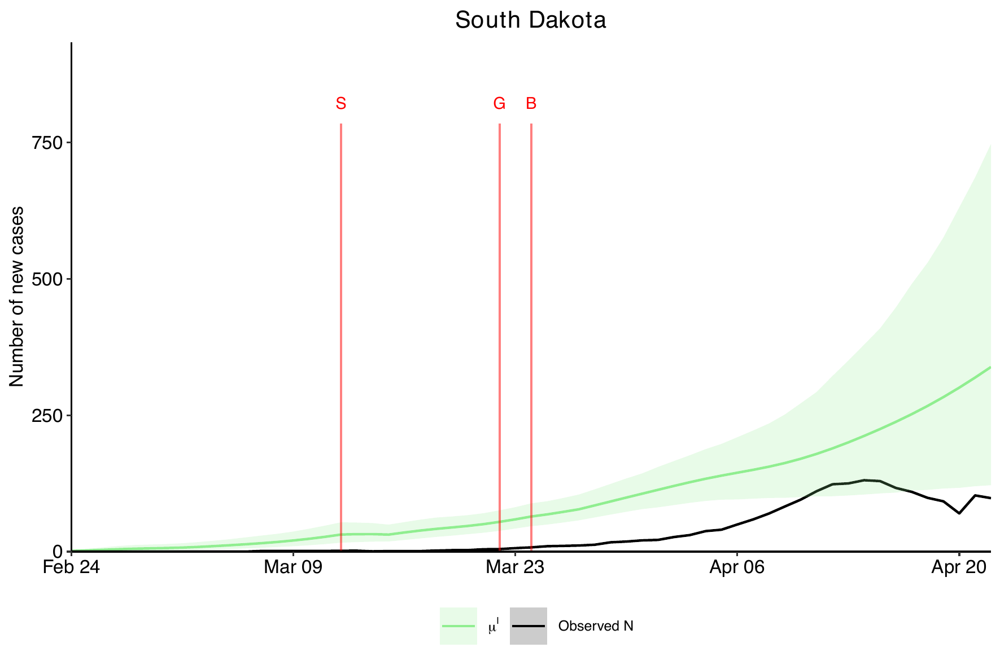 South Dakota
Number of new cases
750
500
250
0
S
G
B
Feb 24
Mar 09
Mar 23
Apr 06
Apr 20
μᴵ
Observed N